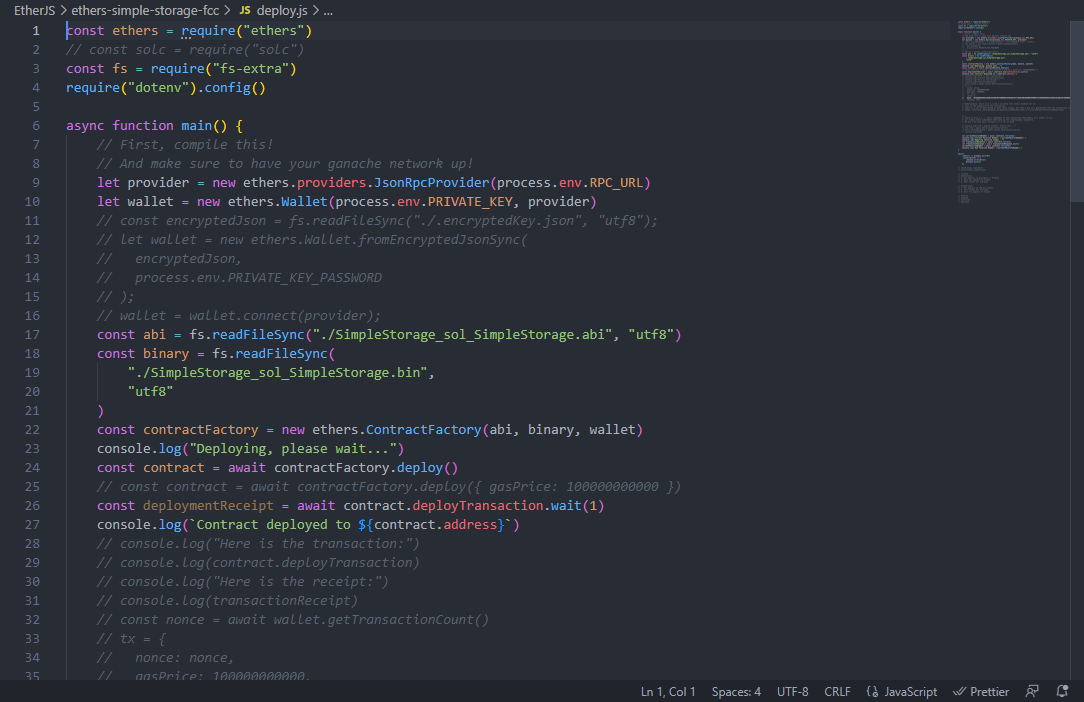 EtherJS > ethers-simple-storage-fcc > JS deploy.js > ...
1 const ethers = require("ethers")
2 // const solc = require("solc")
3 const fs = require("fs-extra")
4 require("dotenv").config()
5
6 async function main() {
7 // First, compile this!
8 // And make sure to have your ganache network up!
9 let provider = new ethers.providers.JsonRpcProvider(process.env.RPC_URL)
10 let wallet = new ethers.Wallet(process.env.PRIVATE_KEY, provider)
11 // const encryptedJson = fs.readFileSync("./.encryptedKey.json", "utf8");
12 // let wallet = new ethers.Wallet.fromEncryptedJsonSync(
13 //   encryptedJson,
14 //   process.env.PRIVATE_KEY_PASSWORD
15 // );
16 // wallet = wallet.connect(provider);
17 const abi = fs.readFileSync("./SimpleStorage_sol_SimpleStorage.abi", "utf8")
18 const binary = fs.readFileSync(
19 "./SimpleStorage_sol_SimpleStorage.bin",
20 "utf8"
21 )
22 const contractFactory = new ethers.ContractFactory(abi, binary, wallet)
23 console.log("Deploying, please wait...")
24 const contract = await contractFactory.deploy()
25 // const contract = await contractFactory.deploy({ gasPrice: 100000000000 })
26 const deploymentReceipt = await contract.deployTransaction.wait(1)
27 console.log(`Contract deployed to ${contract.address}`)
28 // console.log("Here is the transaction:")
29 // console.log(contract.deployTransaction)
30 // console.log("Here is the receipt:")
31 // console.log(transactionReceipt)
32 // const nonce = await wallet.getTransactionCount()
33 // tx = {
34 //   nonce: nonce,
35 //   gasPrice: 100000000000,
Ln 1, Col 1 Spaces: 4 UTF-8 CRLF {} JavaScript Prettier